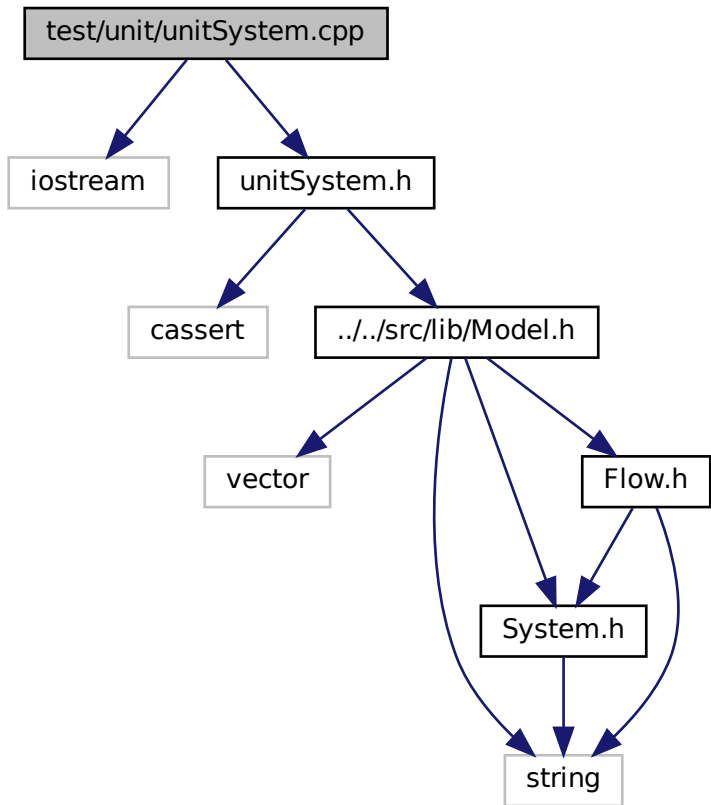 test/unit/unitSystem.cpp
iostream
unitSystem.h
cassert
../../src/lib/Model.h
vector
Flow.h
System.h
string